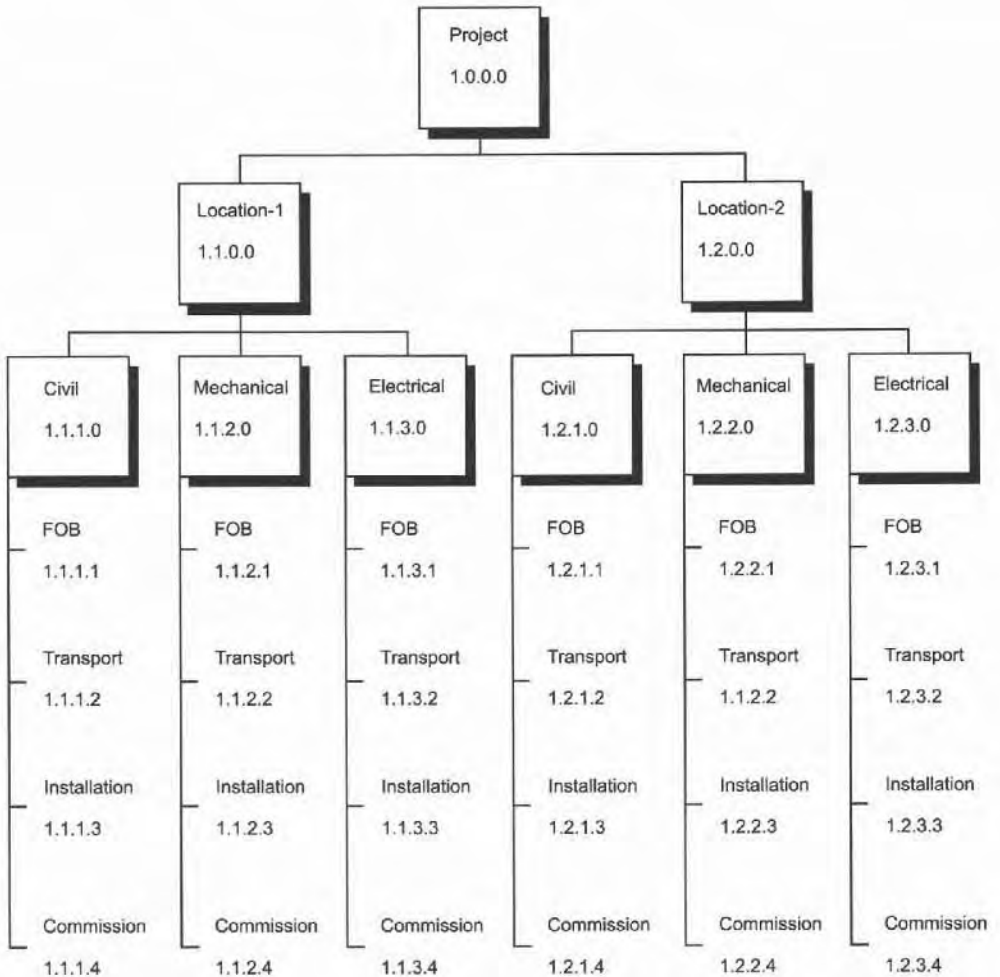 Project
1.0.0.0
Location-1
1.1.0.0
Location-2
1.2.0.0
Civil
1.1.1.0
Mechanical
1.1.2.0
Electrical
1.1.3.0
Civil
1.2.1.0
Mechanical
1.2.2.0
Electrical
1.2.3.0
FOB
1.1.1.1
Transport
1.1.1.2
Installation
1.1.1.3
Commission
1.1.1.4
FOB
1.1.2.1
Transport
1.1.2.2
Installation
1.1.2.3
Commission
1.1.2.4
FOB
1.1.3.1
Transport
1.1.3.2
Installation
1.1.3.3
Commission
1.1.3.4
FOB
1.2.1.1
Transport
1.2.1.2
Installation
1.2.1.3
Commission
1.2.1.4
FOB
1.2.2.1
Transport
1.1.2.2
Installation
1.2.2.3
Commission
1.2.2.4
FOB
1.2.3.1
Transport
1.2.3.2
Installation
1.2.3.3
Commission
1.2.3.4